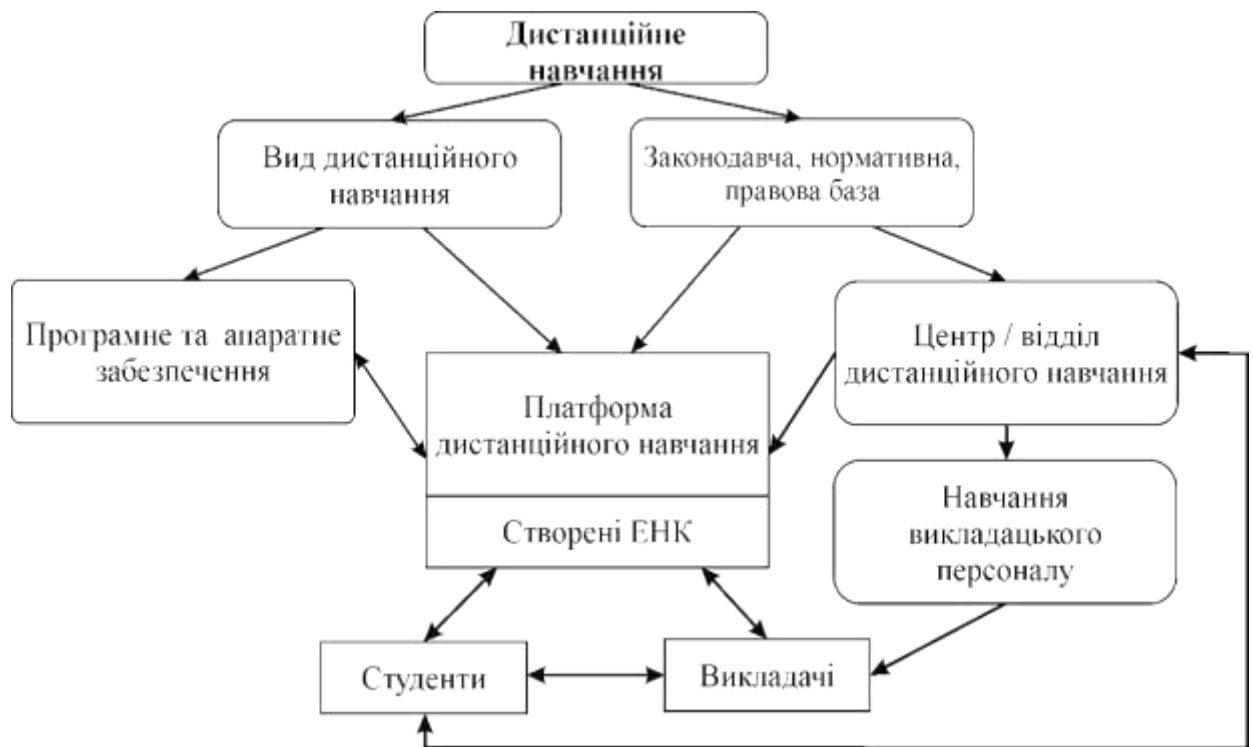 Дистанційне
навчання
Вид дистанційного
навчання
Законодавча, нормативна,
правова база
Програмне та апаратне
забезпечення
Платформа
дистанційного навчання
Створені ЕНК
Центр / відділ
дистанційного навчання
Навчання
викладацького
персоналу
Студенти
Викладачі